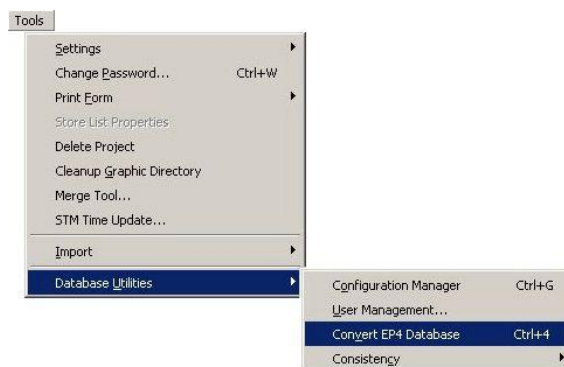 Tools
Settings
Change Password... Ctrl+W
Print Form
Store List Properties
Delete Project
Cleanup Graphic Directory
Merge Tool...
STM Time Update...
Import
Database Utilities
Configuration Manager Ctrl+G
User Management...
Convert EP4 Database Ctrl+4
Consistency